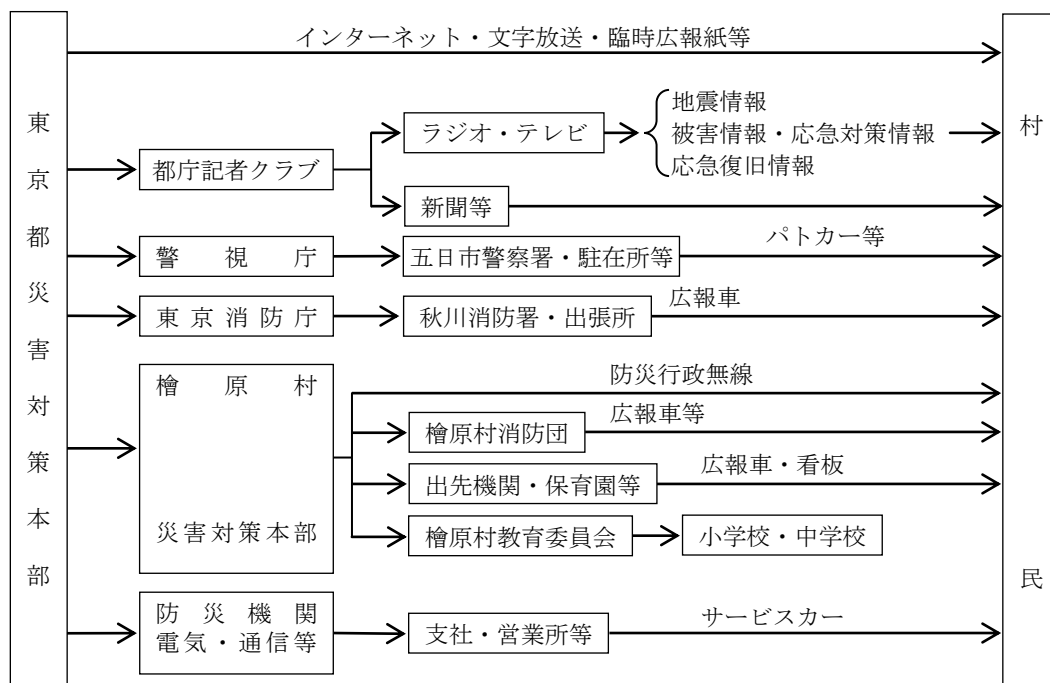 東京都災害対策本部
インターネット・文字放送・臨時広報紙等
都庁記者クラブ
ラジオ・テレビ
地震情報
被害情報・応急対策情報
応急復旧情報
新聞等
警視庁
五日市警察署・駐在所等
パトカー等
東京消防庁
秋川消防署・出張所
広報車
檜原村
災害対策本部
防災行政無線
檜原村消防団
広報車等
出先機関・保育園等
広報車・看板
檜原村教育委員会
小学校・中学校
防災機関
電気・通信等
支社・営業所等
サービスカー
村民